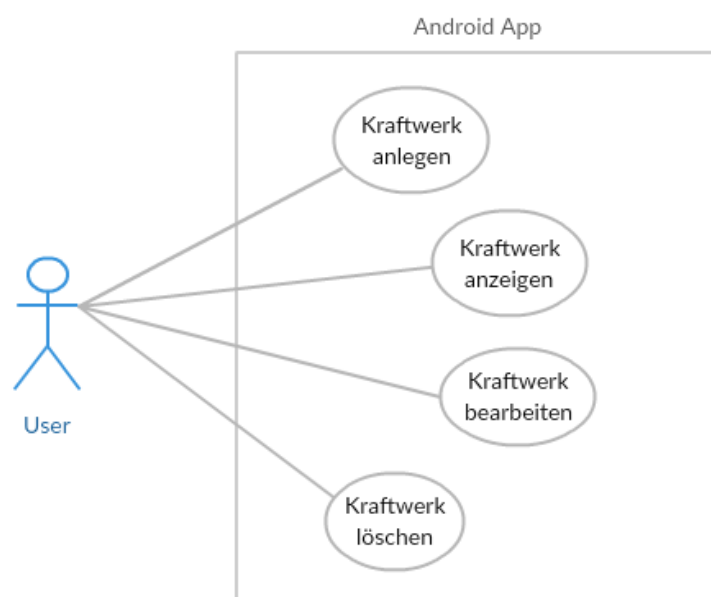 Android App
Kraftwerk
anlegen
Kraftwerk
anzeigen
Kraftwerk
bearbeiten
User
Kraftwerk
löschen